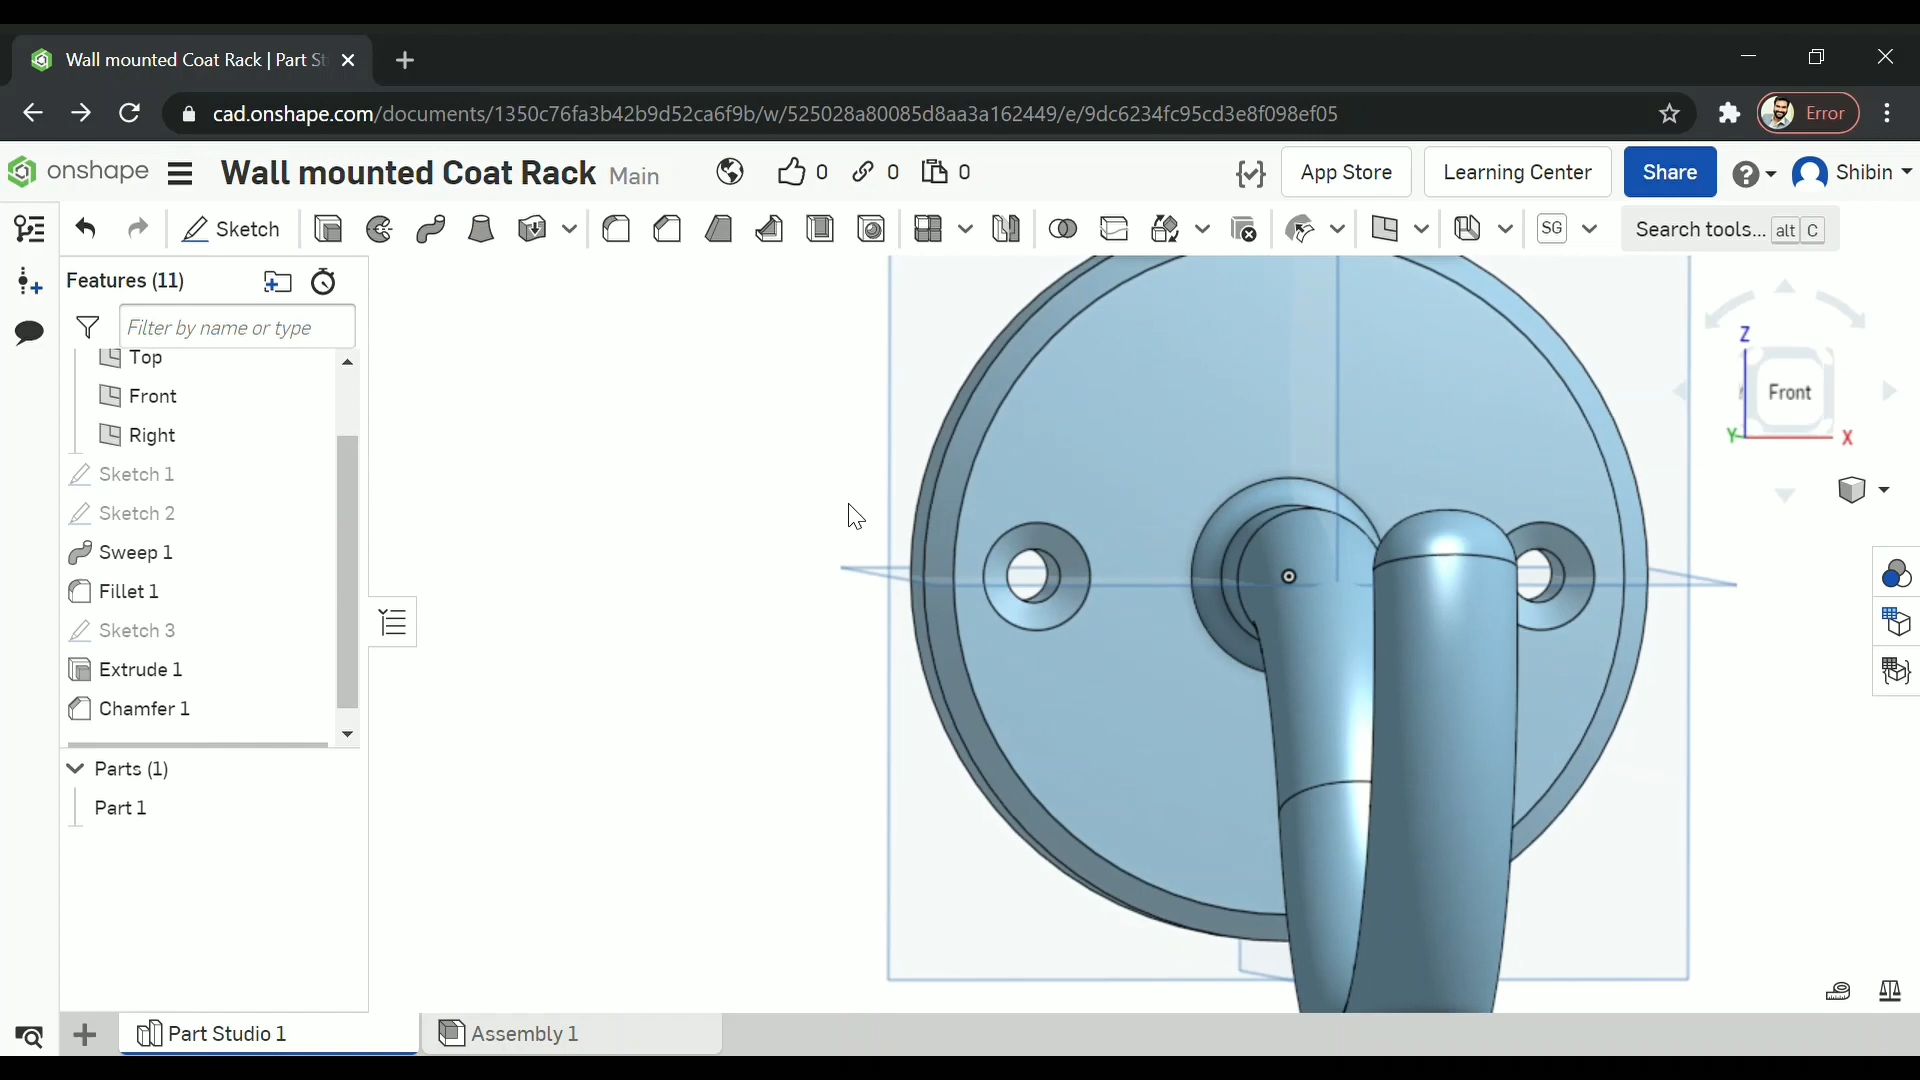 Wall mounted Coat Rack | Part St
cad.onshape.com/documents/1350c76fa3b42b9d52ca6f9b/w/525028a80085d8aa3a162449/e/9dc6234fc95cd3e8f098ef05
Error
onshape
Wall mounted Coat Rack Main
0
0
0
App Store
Learning Center
Share
Shibin
Sketch
SG
Search tools... alt C
Features (11)
Filter by name or type
Top
Front
Right
Sketch 1
Sketch 2
Sweep 1
Fillet 1
Sketch 3
Extrude 1
Chamfer 1
Parts (1)
Part 1
Z
Front
Y
X
Part Studio 1
Assembly 1